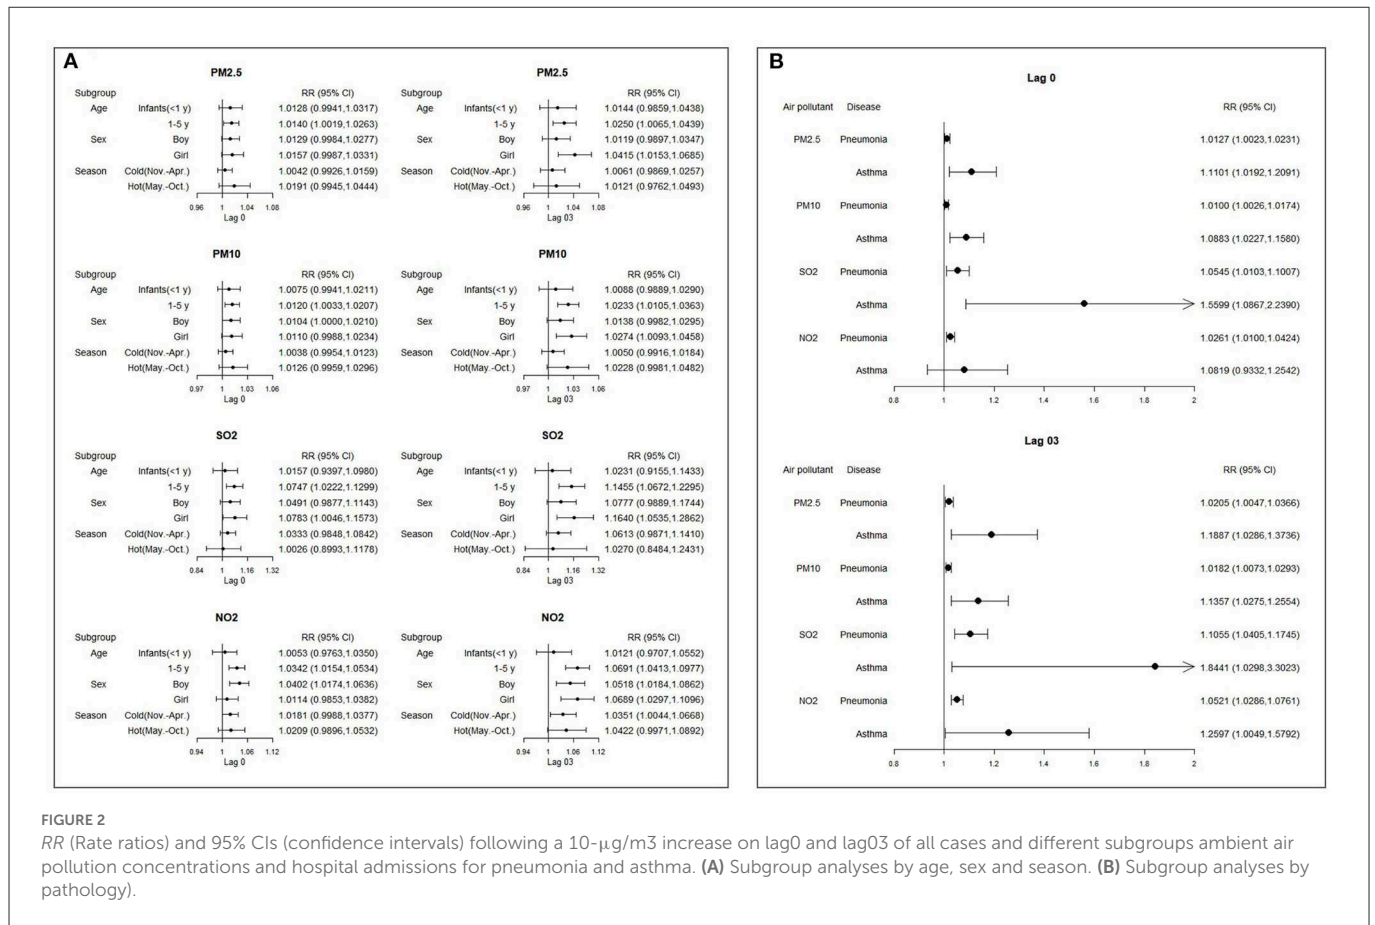 A
PM2.5
Subgroup RR (95% CI)
Age Infants(<1 y) 1.0128 (0.9941,1.0317)
1-5 y 1.0140 (1.0019,1.0263)
Sex Boy 1.0129 (0.9984,1.0277)
Girl 1.0157 (0.9987,1.0331)
Season Cold(Nov.-Apr.) 1.0042 (0.9926,1.0159)
Hot(May.-Oct.) 1.0191 (0.9945,1.0444)
0.96 1 1.04 1.08
Lag 0
PM2.5
Subgroup RR (95% CI)
Age Infants(<1 y) 1.0144 (0.9859,1.0438)
1-5 y 1.0250 (1.0065,1.0439)
Sex Boy 1.0119 (0.9897,1.0347)
Girl 1.0415 (1.0153,1.0685)
Season Cold(Nov.-Apr.) 1.0061 (0.9869,1.0257)
Hot(May.-Oct.) 1.0121 (0.9762,1.0493)
0.96 1 1.04 1.08
Lag 03
PM10
Subgroup RR (95% CI)
Age Infants(<1 y) 1.0075 (0.9941,1.0211)
1-5 y 1.0120 (1.0033,1.0207)
Sex Boy 1.0104 (1.0000,1.0210)
Girl 1.0110 (0.9988,1.0234)
Season Cold(Nov.-Apr.) 1.0038 (0.9954,1.0123)
Hot(May.-Oct.) 1.0126 (0.9959,1.0296)
0.97 1 1.03 1.06
Lag 0
PM10
Subgroup RR (95% CI)
Age Infants(<1 y) 1.0088 (0.9889,1.0290)
1-5 y 1.0233 (1.0105,1.0363)
Sex Boy 1.0138 (0.9982,1.0295)
Girl 1.0274 (1.0093,1.0458)
Season Cold(Nov.-Apr.) 1.0050 (0.9916,1.0184)
Hot(May.-Oct.) 1.0228 (0.9981,1.0482)
0.97 1 1.03 1.06
Lag 03
SO2
Subgroup RR (95% CI)
Age Infants(<1 y) 1.0157 (0.9397,1.0980)
1-5 y 1.0747 (1.0222,1.1299)
Sex Boy 1.0491 (0.9877,1.1143)
Girl 1.0783 (1.0046,1.1573)
Season Cold(Nov.-Apr.) 1.0333 (0.9848,1.0842)
Hot(May.-Oct.) 1.0026 (0.8993,1.1178)
0.84 1 1.16 1.32
Lag 0
SO2
Subgroup RR (95% CI)
Age Infants(<1 y) 1.0231 (0.9155,1.1433)
1-5 y 1.1455 (1.0672,1.2295)
Sex Boy 1.0777 (0.9889,1.1744)
Girl 1.1640 (1.0535,1.2862)
Season Cold(Nov.-Apr.) 1.0613 (0.9871,1.1410)
Hot(May.-Oct.) 1.0270 (0.8484,1.2431)
0.84 1 1.16 1.32
Lag 03
NO2
Subgroup RR (95% CI)
Age Infants(<1 y) 1.0053 (0.9763,1.0350)
1-5 y 1.0342 (1.0154,1.0534)
Sex Boy 1.0402 (1.0174,1.0636)
Girl 1.0114 (0.9853,1.0382)
Season Cold(Nov.-Apr.) 1.0181 (0.9988,1.0377)
Hot(May.-Oct.) 1.0209 (0.9896,1.0532)
0.94 1 1.06 1.12
Lag 0
NO2
Subgroup RR (95% CI)
Age Infants(<1 y) 1.0121 (0.9707,1.0552)
1-5 y 1.0691 (1.0413,1.0977)
Sex Boy 1.0518 (1.0184,1.0862)
Girl 1.0689 (1.0297,1.1096)
Season Cold(Nov.-Apr.) 1.0351 (1.0044,1.0668)
Hot(May.-Oct.) 1.0422 (0.9971,1.0892)
0.94 1 1.06 1.12
Lag 03
B
Lag 0
Air pollutant Disease RR (95% CI)
PM2.5 Pneumonia 1.0127 (1.0023,1.0231)
Asthma 1.1101 (1.0192,1.2091)
PM10 Pneumonia 1.0100 (1.0026,1.0174)
Asthma 1.0883 (1.0227,1.1580)
SO2 Pneumonia 1.0545 (1.0103,1.1007)
Asthma 1.5599 (1.0867,2.2390)
NO2 Pneumonia 1.0261 (1.0100,1.0424)
Asthma 1.0819 (0.9332,1.2542)
0.8 1 1.2 1.4 1.6 1.8 2
Lag 03
Air pollutant Disease RR (95% CI)
PM2.5 Pneumonia 1.0205 (1.0047,1.0366)
Asthma 1.1887 (1.0286,1.3736)
PM10 Pneumonia 1.0182 (1.0073,1.0293)
Asthma 1.1357 (1.0275,1.2554)
SO2 Pneumonia 1.1055 (1.0405,1.1745)
Asthma 1.8441 (1.0298,3.3023)
NO2 Pneumonia 1.0521 (1.0286,1.0761)
Asthma 1.2597 (1.0049,1.5792)
0.8 1 1.2 1.4 1.6 1.8 2
FIGURE 2
RR (Rate ratios) and 95% CIs (confidence intervals) following a 10-μg/m3 increase on lag0 and lag03 of all cases and different subgroups ambient air
pollution concentrations and hospital admissions for pneumonia and asthma. (A) Subgroup analyses by age, sex and season. (B) Subgroup analyses by
pathology).